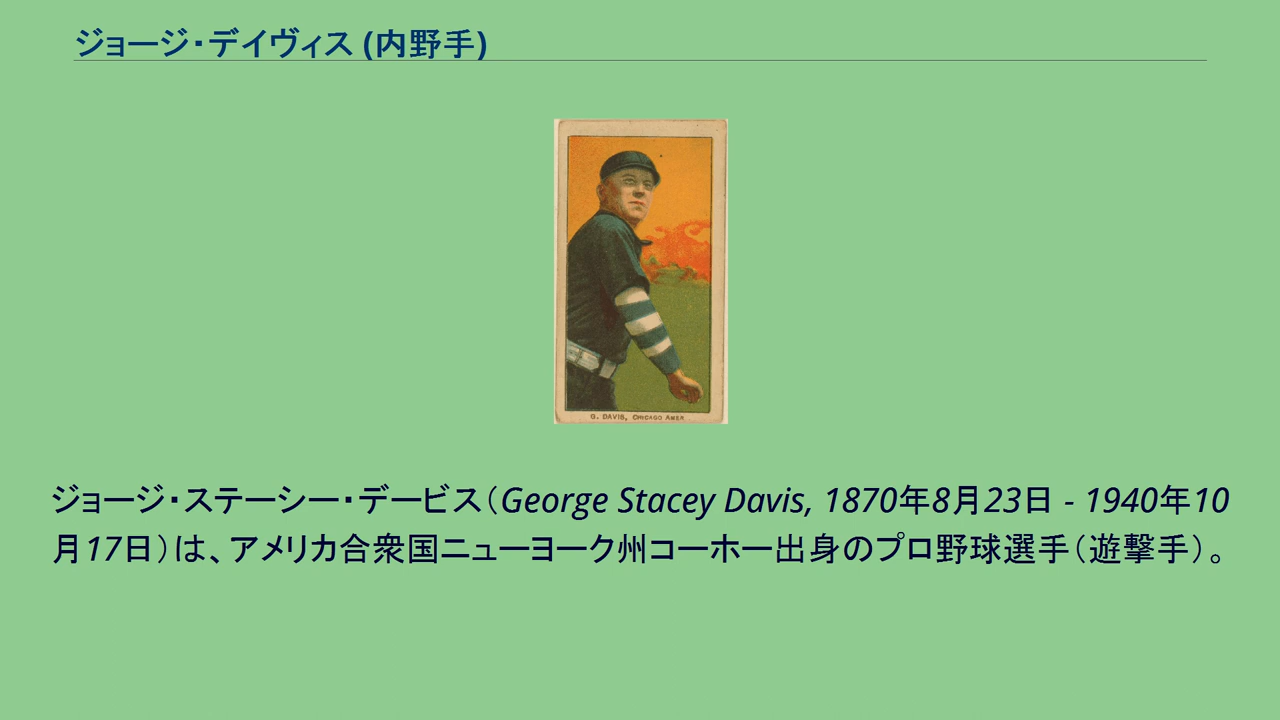 ジョージ・デイヴィス (内野手)
G. DAVIS, CHICAGO AMER.
ジョージ・ステーシー・デービス（George Stacey Davis, 1870年8月23日 - 1940年10
月17日）は、アメリカ合衆国ニューヨーク州コーホー出身のプロ野球選手（遊撃手）。